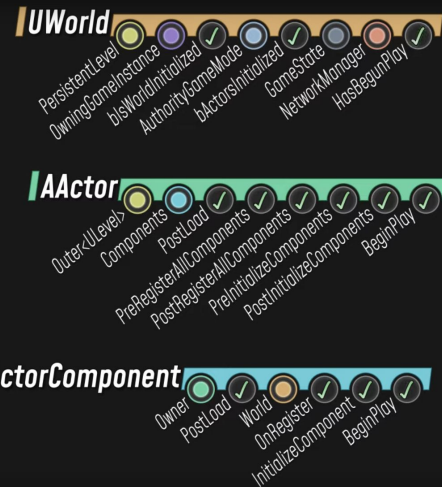 UWorld
PersistentLevel
OwningGameInstance
bIsWorldInitialized
AuthorityGameMode
bActorsInitialized
GameState
NetworkManager
HasBegunPlay
AActor
Outer<ULevel>
Components
PostLoad
PreRegisterAllComponents
PostRegisterAllComponents
PreInitializeComponents
PostInitializeComponents
BeginPlay
ctorComponent
Owner
PostLoad
World
OnRegister
InitializeComponent
BeginPlay